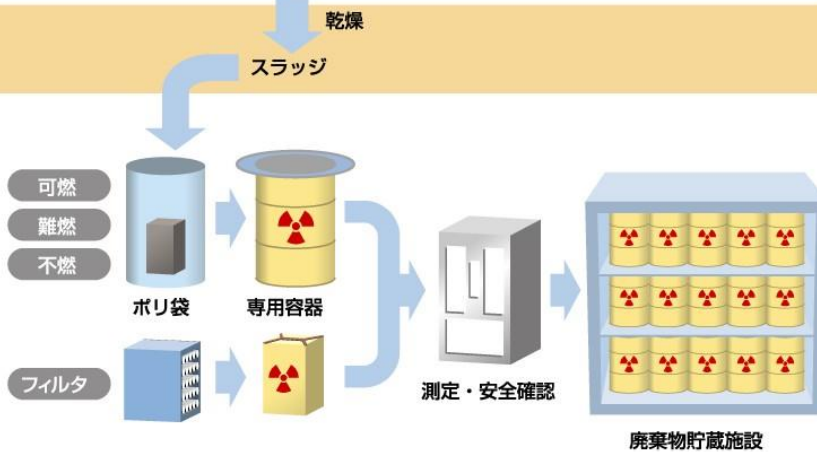 乾燥
スラッジ
可燃
難燃
不燃
ポリ袋
専用容器
フィルタ
測定・安全確認
廃棄物貯蔵施設